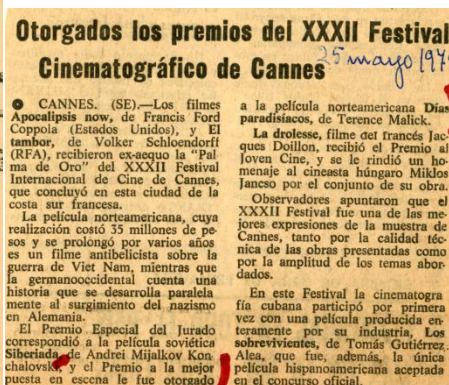 Otorgados los premios del XXXII Festival
Cinematográfico de Cannes
25 mayo 197
● CANNES. (SE).—Los filmes
Apocalipsis now, de Francis Ford
Coppola (Estados Unidos), y El
tambor, de Volker Schloendorff
(RFA), recibieron ex-aequo la "Pal
ma de Oro" del XXXII Festival
Internacional de Cine de Cannes,
que concluyó en esta ciudad de la
costa sur francesa.
La película norteamericana, cuya
realización costó 35 millones de pe-
sos y se prolongó por varios años
es un filme antibelicista sobre la
guerra de Viet Nam, mientras que
la germanooccidental cuenta una
historia que se desarrolla paralela
mente al surgimiento del nazismo
en Alemania.
El Premio Especial del Jurado
correspondió a la película soviética
Siberiada, de Andrei Mijalkov Kon
chalovski y el Premio a la mejor
puesta en escena le fue otorgado
a la película norteamericana Días
paradisíacos, de Terence Malick.
La drolesse, filme del francés Jac-
ques Doillon, recibió el Premio al
Joven Cine, y se le rindió un ho-
menaje al cineasta húngaro Miklos
Jancso por el conjunto de su obra.
Observadores apuntaron que el
XXXII Festival fue una de las me-
jores expresiones de la muestra de
Cannes, tanto por la calidad téc-
nica de las obras presentadas como
por la amplitud de los temas abor-
dados.
En este Festival la cinematogra
fía cubana participó por primera
vez con una película producida en-
teramente por su industria, Los
sobrevivientes, de Tomás Gutiérrez
Alea, que fue, además, la única
película hispanoamericana aceptada
en el concurso oficial.